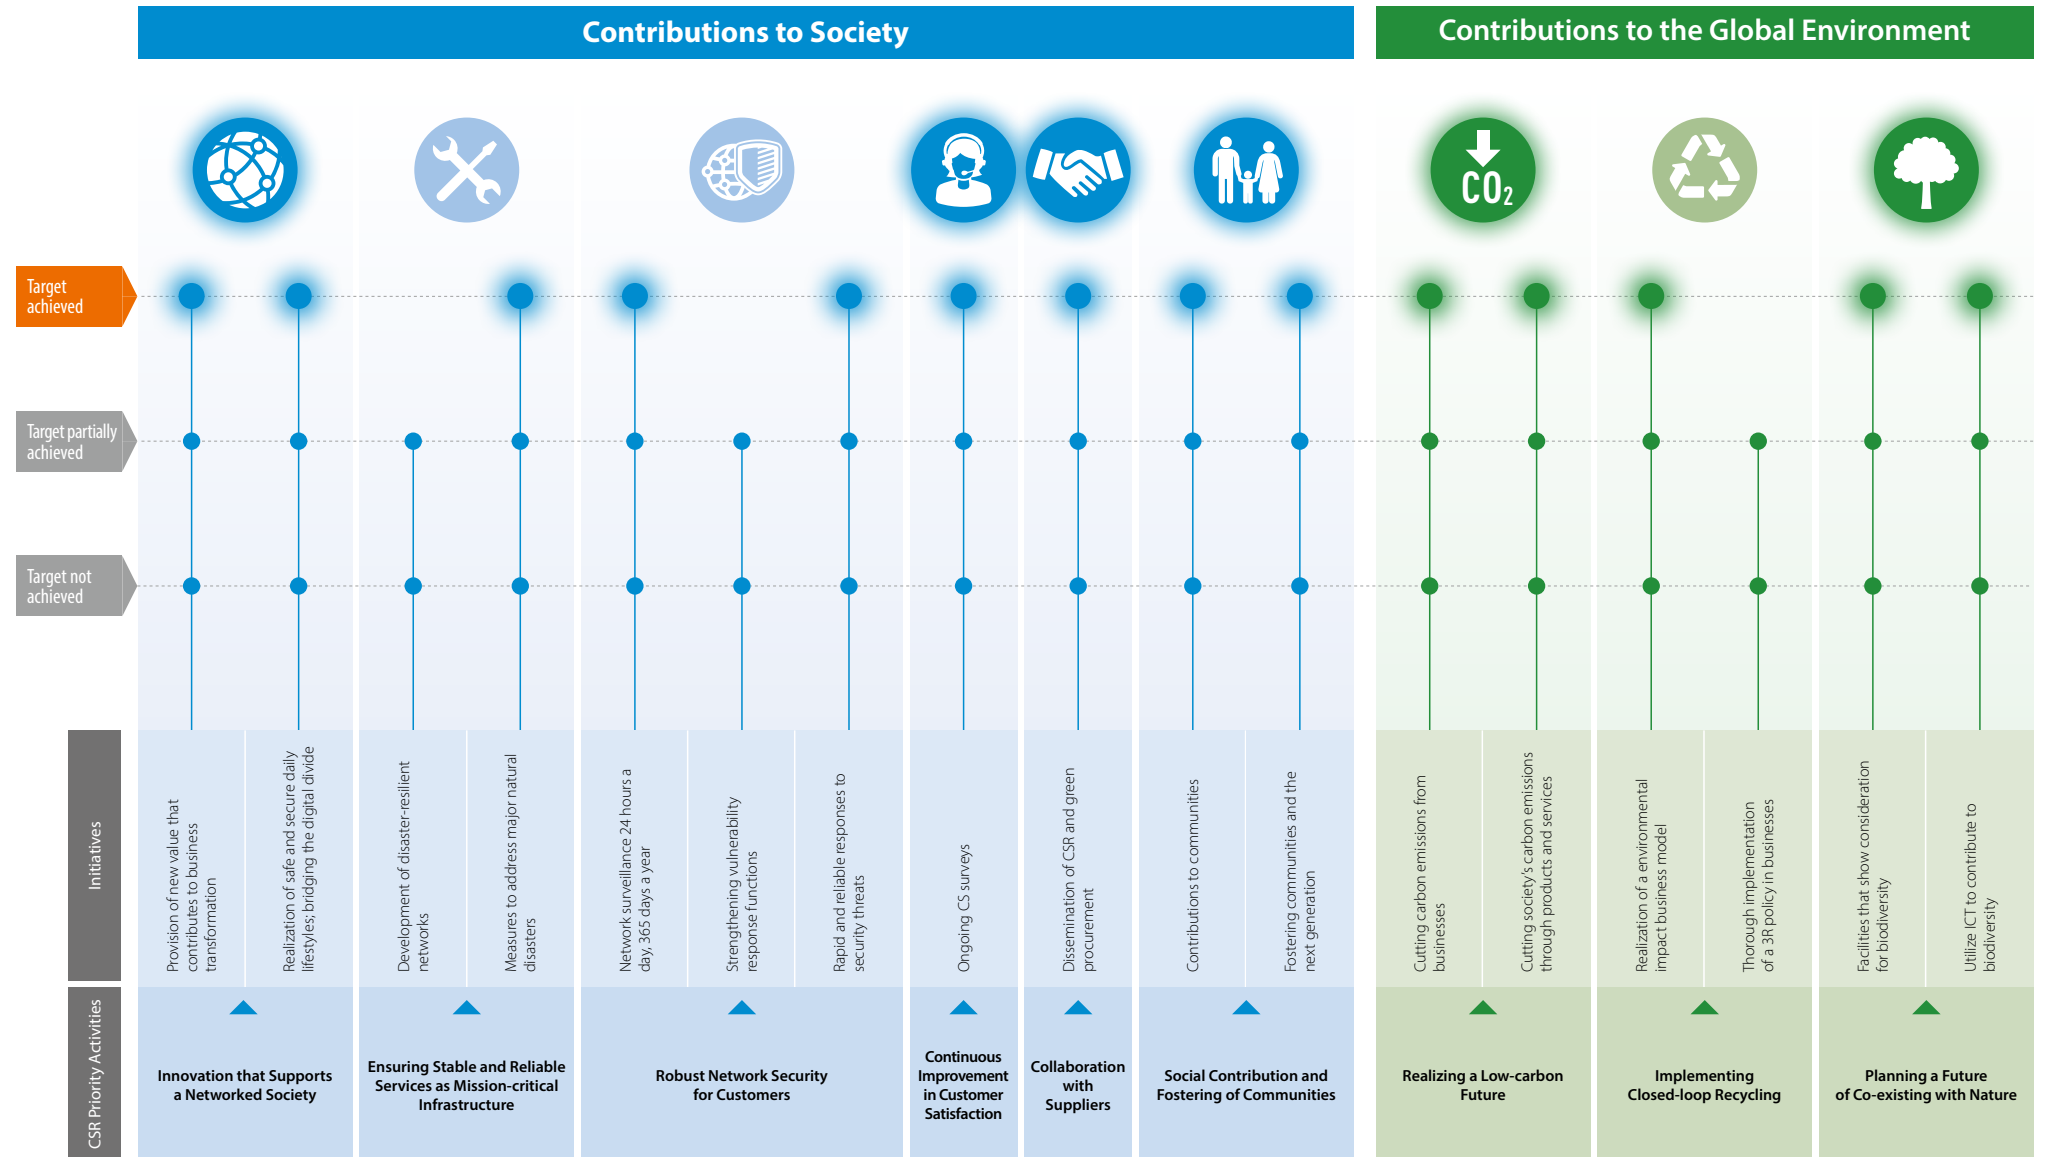 Contributions to Society
Contributions to the Global Environment
CO2
Target
achieved
Target partially
achieved
Target not
achieved
Initiatives
Provision of new value that
contributes to business
transformation
Realization of safe and secure daily
lifestyles; bridging the digital divide
Development of disaster-resilient
networks
Measures to address major natural
disasters
Network surveillance 24 hours a
day, 365 days a year
Strengthening vulnerability
response functions
Rapid and reliable responses to
security threats
Ongoing CS surveys
Dissemination of CSR and green
procurement
Contributions to communities
Fostering communities and the
next generation
Cutting carbon emissions from
businesses
Cutting society's carbon emissions
through products and services
Realization of a environmental
impact business model
Thorough implementation
of a 3R policy in businesses
Facilities that show consideration
for biodiversity
Utilize ICT to contribute to
biodiversity
CSR Priority Activities
Innovation that Supports
a Networked Society
Ensuring Stable and Reliable
Services as Mission-critical
Infrastructure
Robust Network Security
for Customers
Continuous
Improvement
in Customer
Satisfaction
Collaboration
with
Suppliers
Social Contribution and
Fostering of Communities
Realizing a Low-carbon
Future
Implementing
Closed-loop Recycling
Planning a Future
of Co-existing with Nature